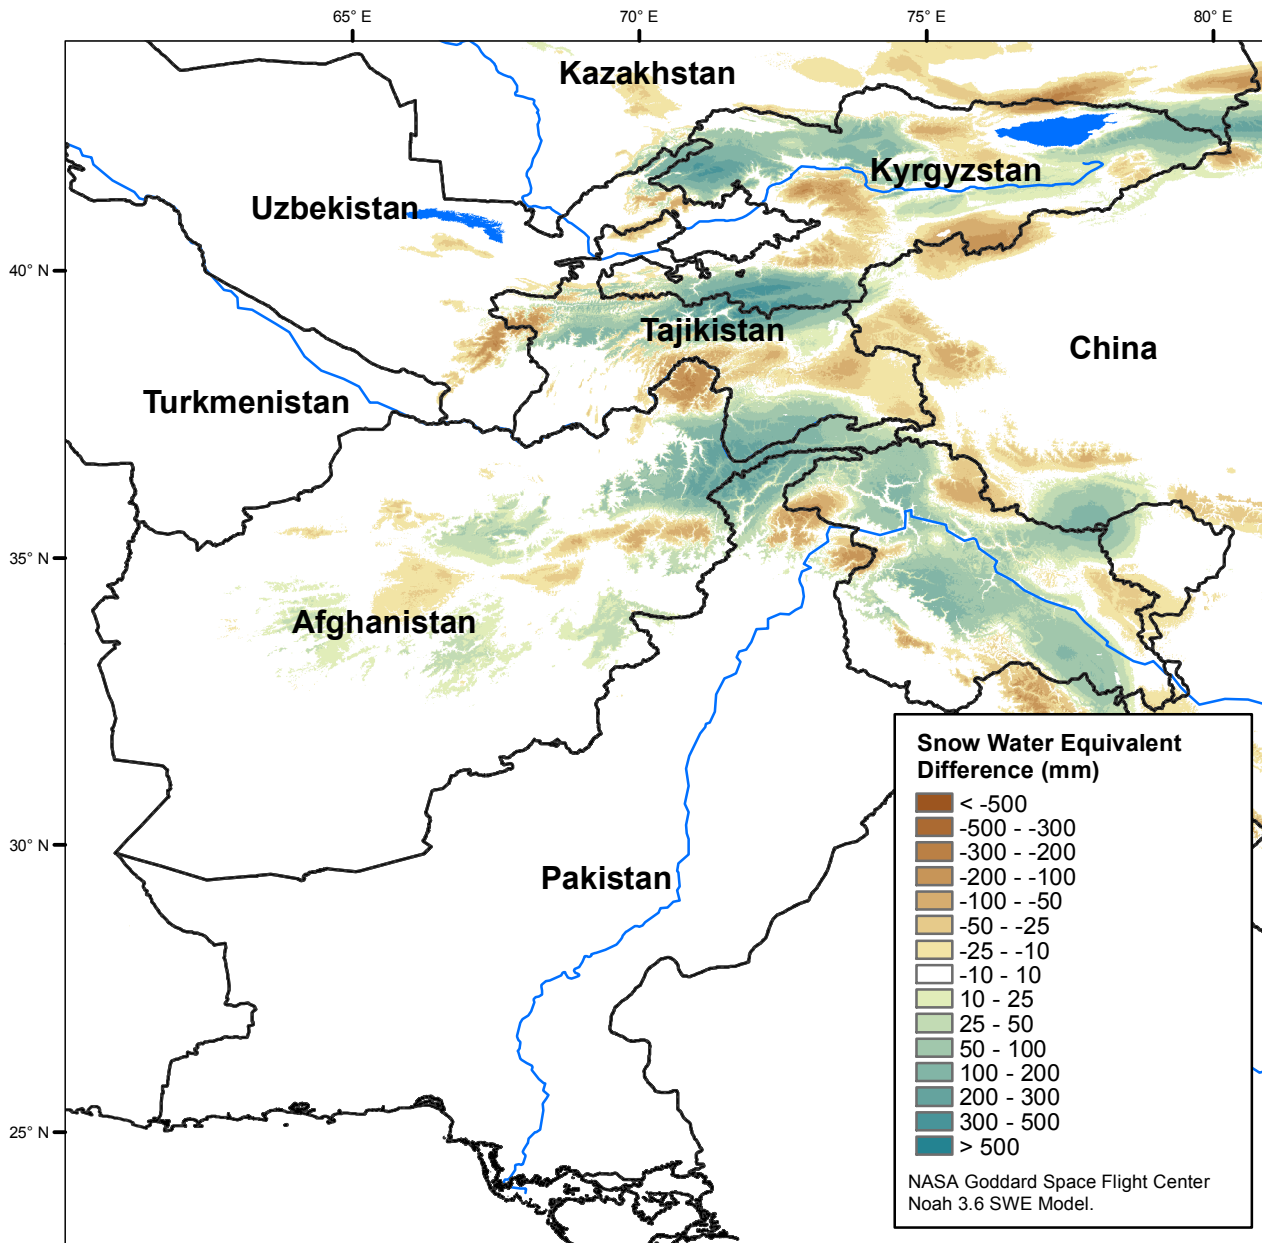 65° E
70° E
75° E
80° E
Kazakhstan
Kyrgyzstan
Uzbekistan
40° N
Tajikistan
China
Turkmenistan
35° N
Afghanistan
Snow Water Equivalent
Difference (mm)
< -500
-500 - -300
-300 - -200
-200 - -100
-100 - -50
-50 - -25
-25 - -10
-10 - 10
10 - 25
25 - 50
50 - 100
100 - 200
200 - 300
300 - 500
> 500
NASA Goddard Space Flight Center
Noah 3.6 SWE Model.
30° N
Pakistan
25° N